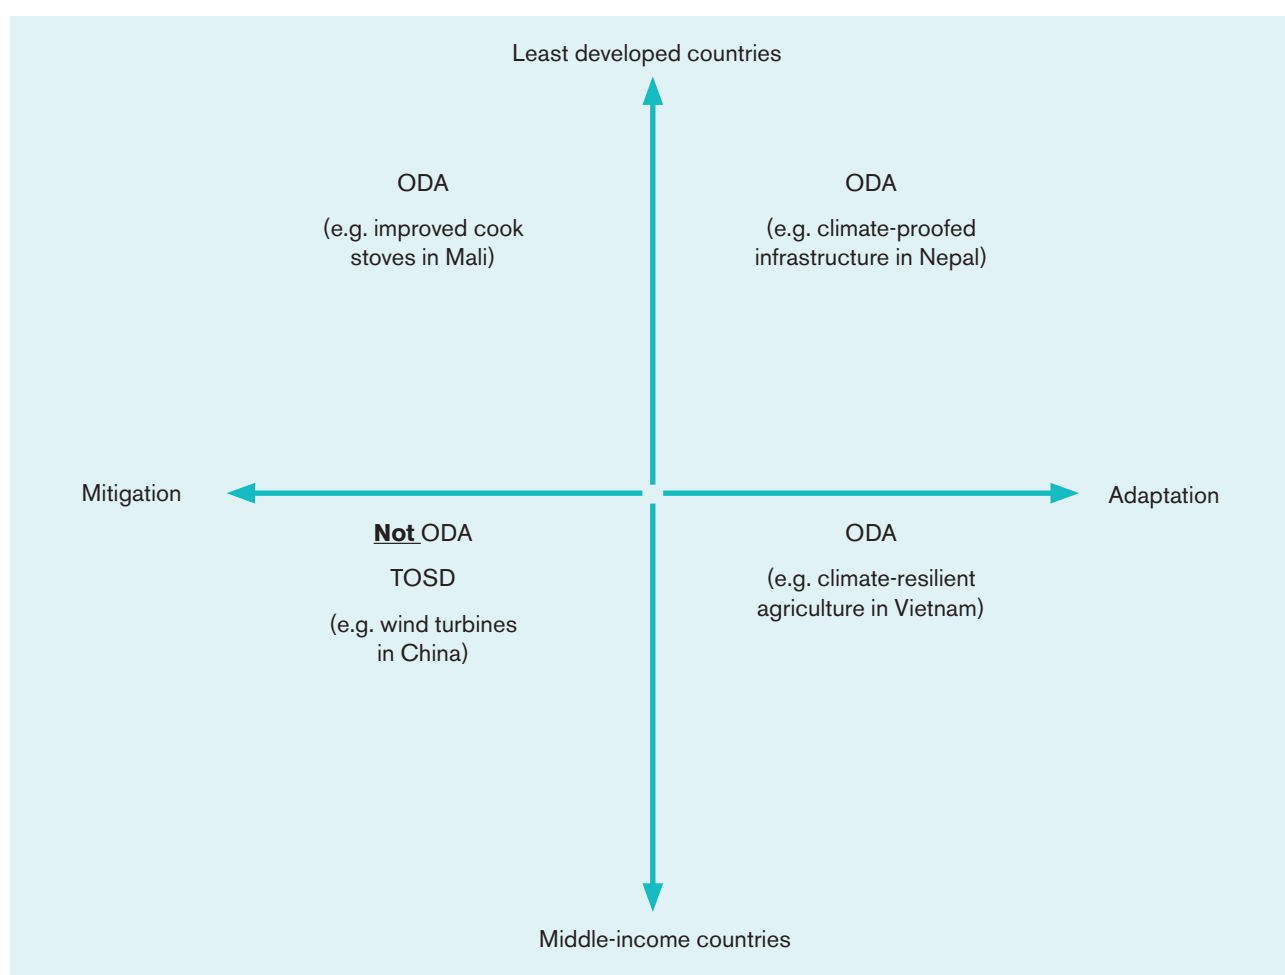 Least developed countries
ODA
(e.g. improved cook
stoves in Mali)
ODA
(e.g. climate-proofed
infrastructure in Nepal)
Mitigation
Adaptation
Not ODA
TOSD
(e.g. wind turbines
in China)
ODA
(e.g. climate-resilient
agriculture in Vietnam)
Middle-income countries